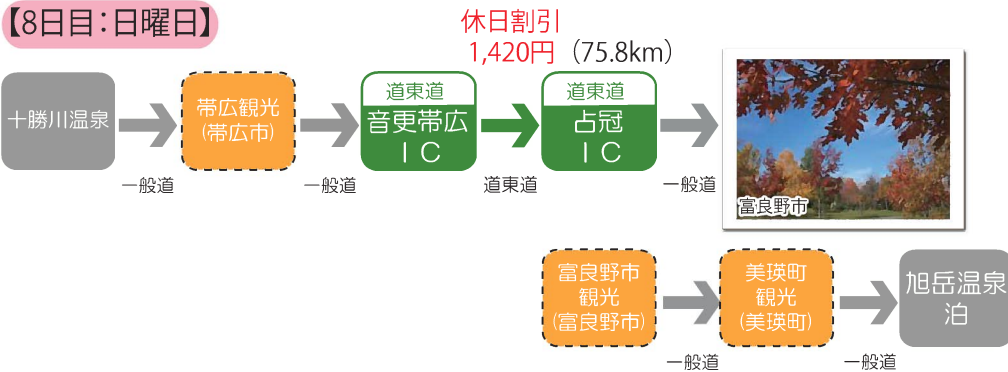 【8日目：日曜日】
休日割引
1,420円（75.8km）
十勝川温泉
一般道
帯広観光
(帯広市)
一般道
道東道
音更帯広
ＩＣ
道東道
道東道
占冠
ＩＣ
一般道
富良野市
富良野市
観光
(富良野市)
一般道
美瑛町
観光
(美瑛町)
一般道
旭岳温泉
泊